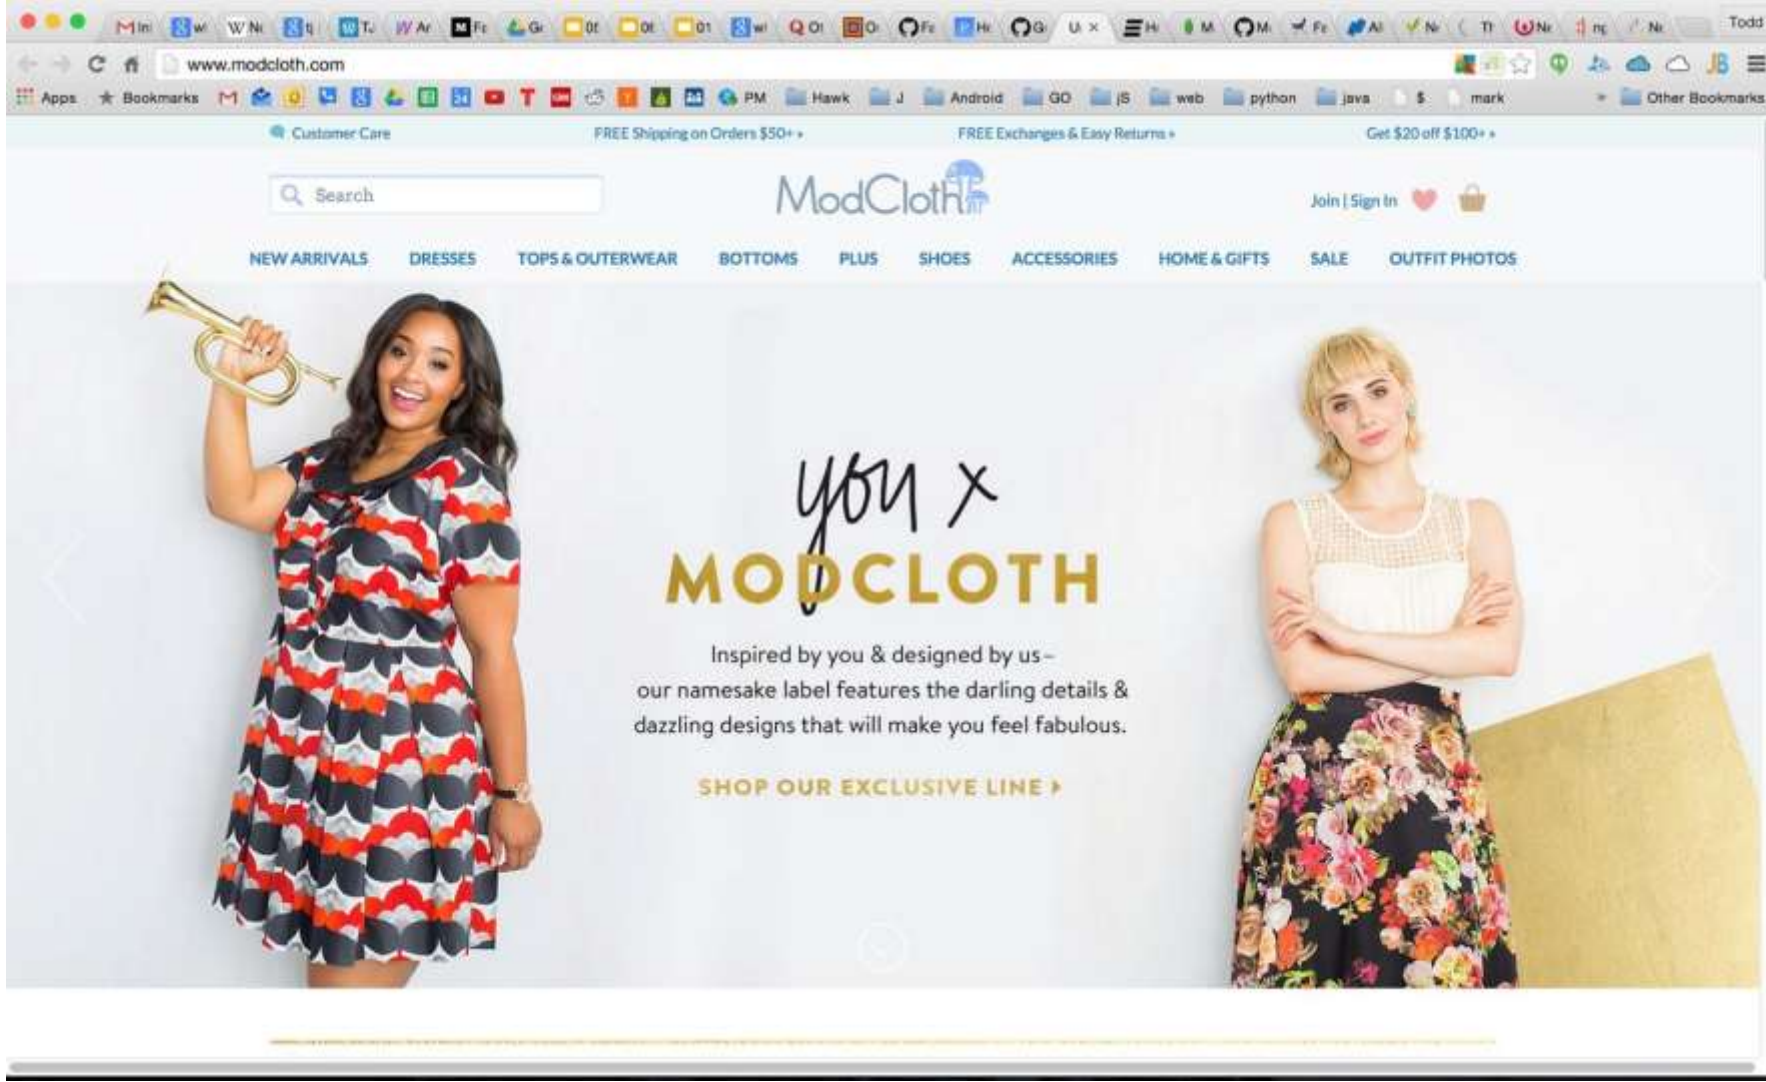 Todd
www.modcloth.com
Apps Bookmarks PM Hawk J Android GO jS web python java $ mark Other Bookmarks
Customer Care FREE Shipping on Orders $50+ » FREE Exchanges & Easy Returns » Get $20 off $100+ »
Search ModCloth Join | Sign In
NEW ARRIVALS DRESSES TOPS & OUTERWEAR BOTTOMS PLUS SHOES ACCESSORIES HOME & GIFTS SALE OUTFIT PHOTOS
you x
MODCLOTH
Inspired by you & designed by us–
our namesake label features the darling details &
dazzling designs that will make you feel fabulous.
SHOP OUR EXCLUSIVE LINE